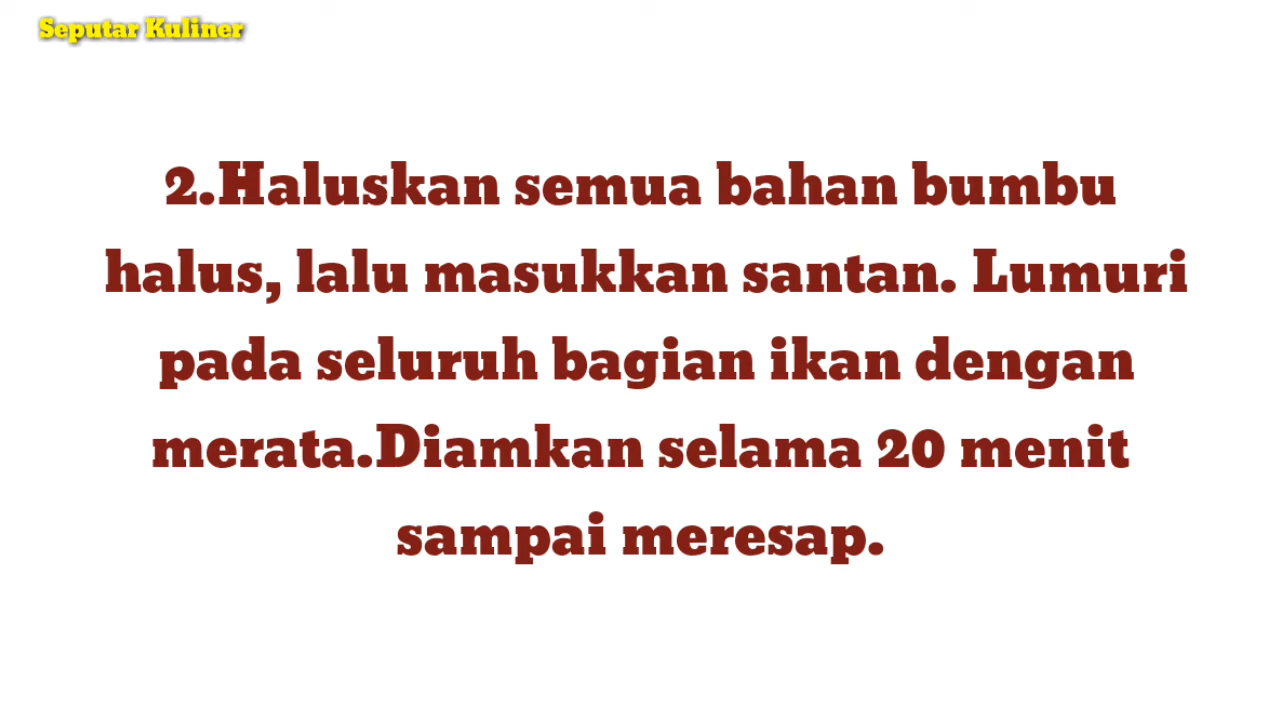 Seputar Kuliner
2.Haluskan semua bahan bumbu
halus, lalu masukkan santan. Lumuri
pada seluruh bagian ikan dengan
merata.Diamkan selama 20 menit
sampai meresap.